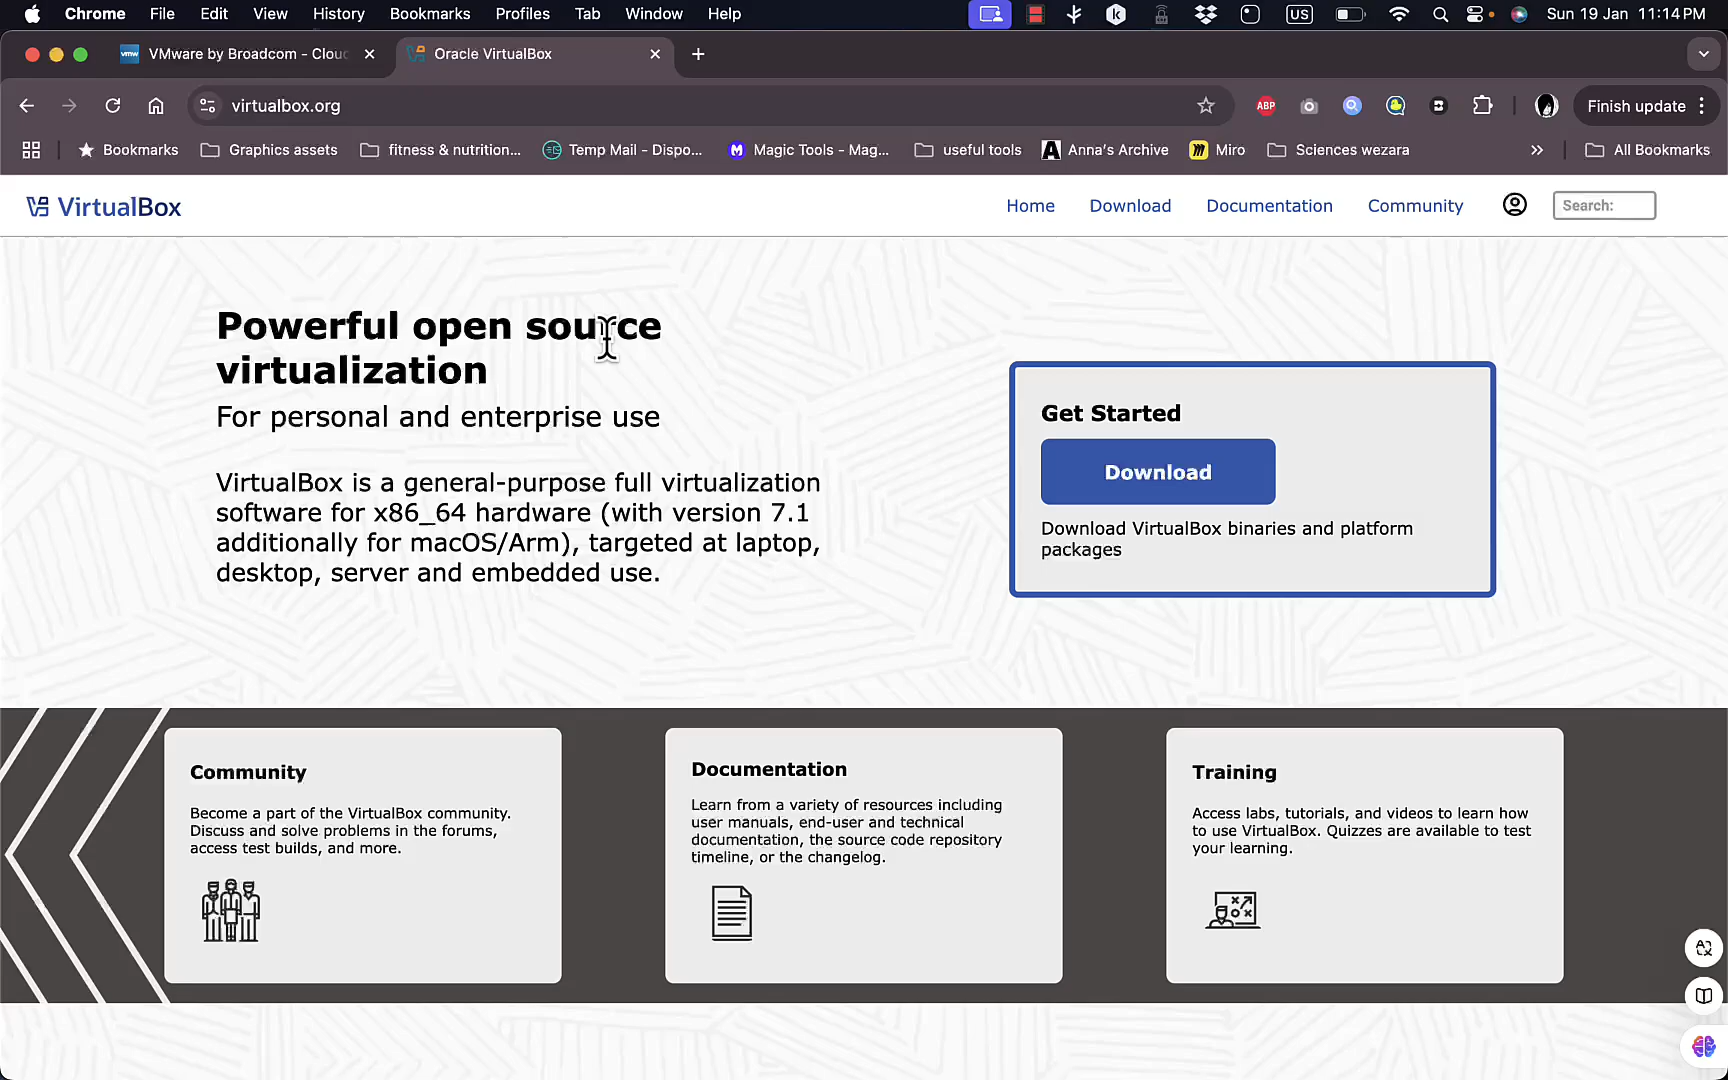 Chrome File Edit View History Bookmarks Profiles Tab Window Help US Sun 19 Jan 11:14 PM
VMware by Broadcom - Clou Oracle VirtualBox
virtualbox.org ABP Finish update
Bookmarks Graphics assets fitness & nutrition... Temp Mail - Dispo... Magic Tools - Mag... useful tools Anna's Archive Miro Sciences wezara All Bookmarks
VirtualBox Home Download Documentation Community Search:
Powerful open source
virtualization
For personal and enterprise use
VirtualBox is a general-purpose full virtualization
software for x86_64 hardware (with version 7.1
additionally for macOS/Arm), targeted at laptop,
desktop, server and embedded use.
Get Started
Download
Download VirtualBox binaries and platform
packages
Community
Become a part of the VirtualBox community.
Discuss and solve problems in the forums,
access test builds, and more.
Documentation
Learn from a variety of resources including
user manuals, end-user and technical
documentation, the source code repository
timeline, or the changelog.
Training
Access labs, tutorials, and videos to learn how
to use VirtualBox. Quizzes are available to test
your learning.